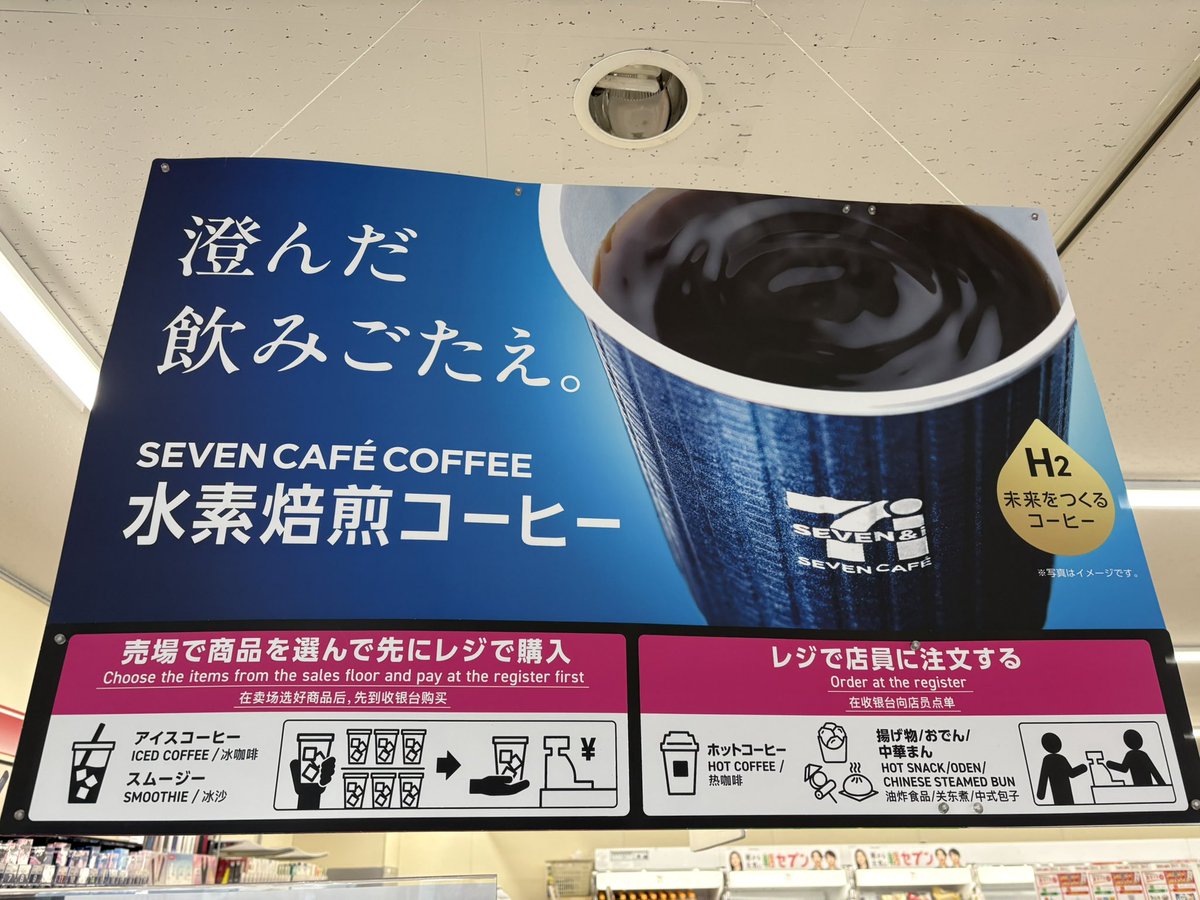 澄んだ
飲みごたえ。
SEVEN CAFÉ COFFEE
水素焙煎コーヒー
SEVEN&i
SEVEN CAFÉ
H2
未来をつくる
コーヒー
※写真はイメージです。
売場で商品を選んで先にレジで購入
Choose the items from the sales floor and pay at the register first
在卖场选好商品后,先到收银台购买
アイスコーヒー
ICED COFFEE / 冰咖啡
スムージー
SMOOTHIE / 冰沙
¥
レジで店員に注文する
Order at the register
在收银台向店员点单
ホットコーヒー
HOT COFFEE /
热咖啡
揚げ物/おでん/
中華まん
HOT SNACK/ODEN/
CHINESE STEAMED BUN
油炸食品/关东煮/中式包子